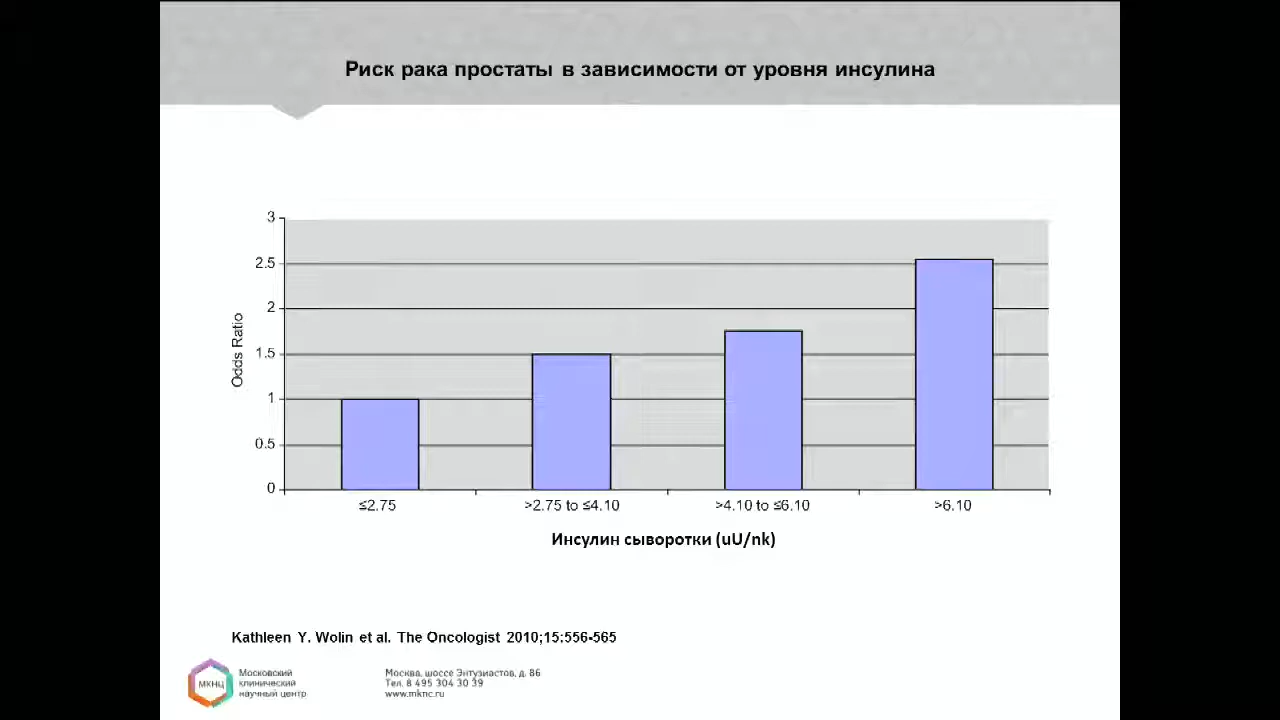 Риск рака простаты в зависимости от уровня инсулина
3
2.5
2
1.5
1
0.5
0
Odds Ratio
≤2.75 >2.75 to ≤4.10 >4.10 to ≤6.10 >6.10
Инсулин сыворотки (uU/nk)
Kathleen Y. Wolin et al. The Oncologist 2010;15:556-565
МКНЦ
Московский
клинический
научный центр
Москва, шоссе Энтузиастов, д. 86
Тел. 8 495 304 30 39
www.mknc.ru